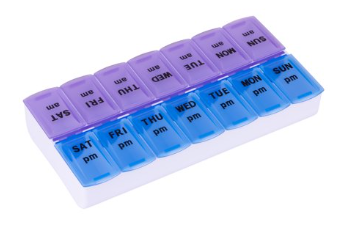 SAT am
FRI am
THU am
WED am
TUE am
MON am
SUN am
SAT pm
FRI pm
THU pm
WED pm
TUE pm
MON pm
SUN pm